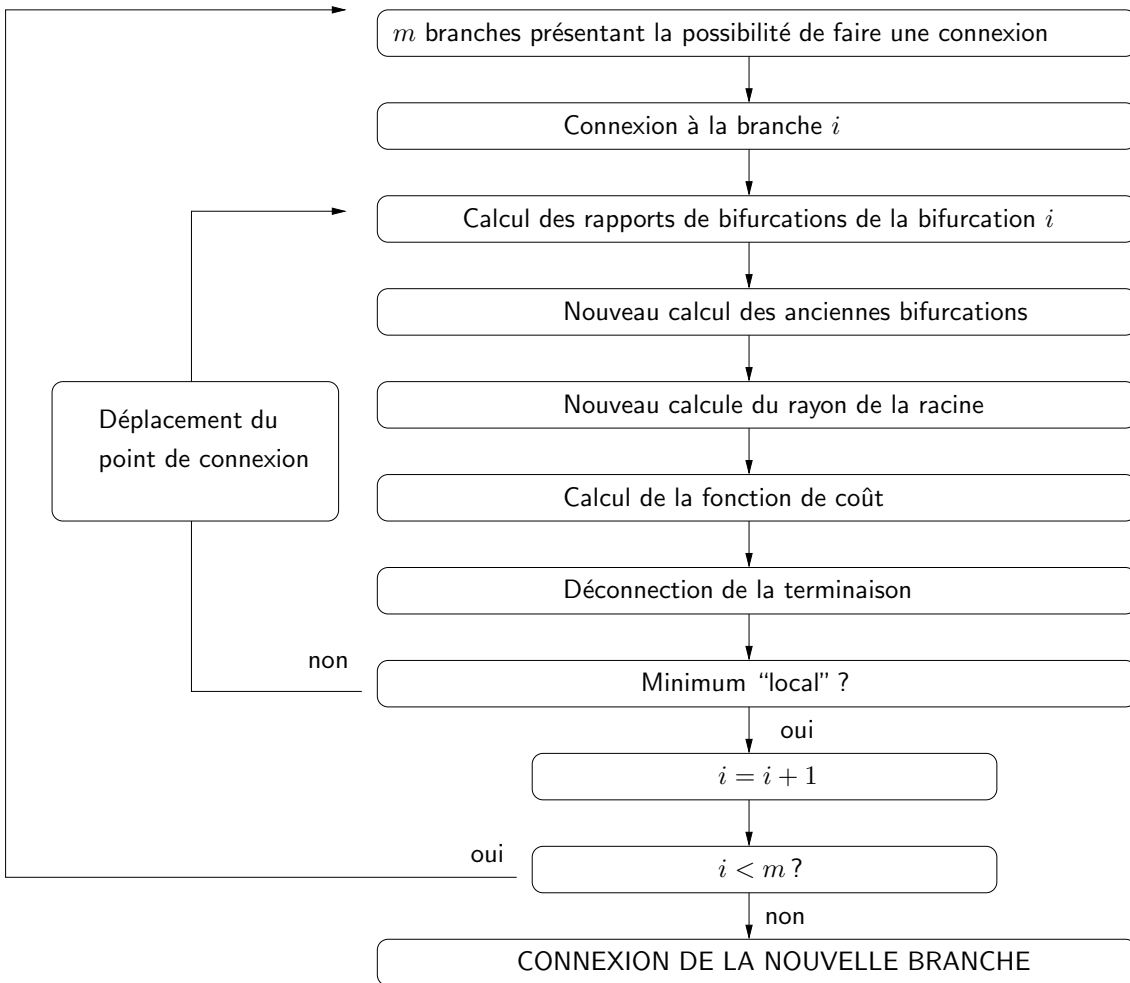 m branches présentant la possibilité de faire une connexion
Connexion à la branche i
Calcul des rapports de bifurcations de la bifurcation i
Nouveau calcul des anciennes bifurcations
Déplacement du
point de connexion
Nouveau calcule du rayon de la racine
Calcul de la fonction de coût
Déconnection de la terminaison
non
Minimum “local” ?
oui
i = i + 1
oui
i < m ?
non
CONNEXION DE LA NOUVELLE BRANCHE